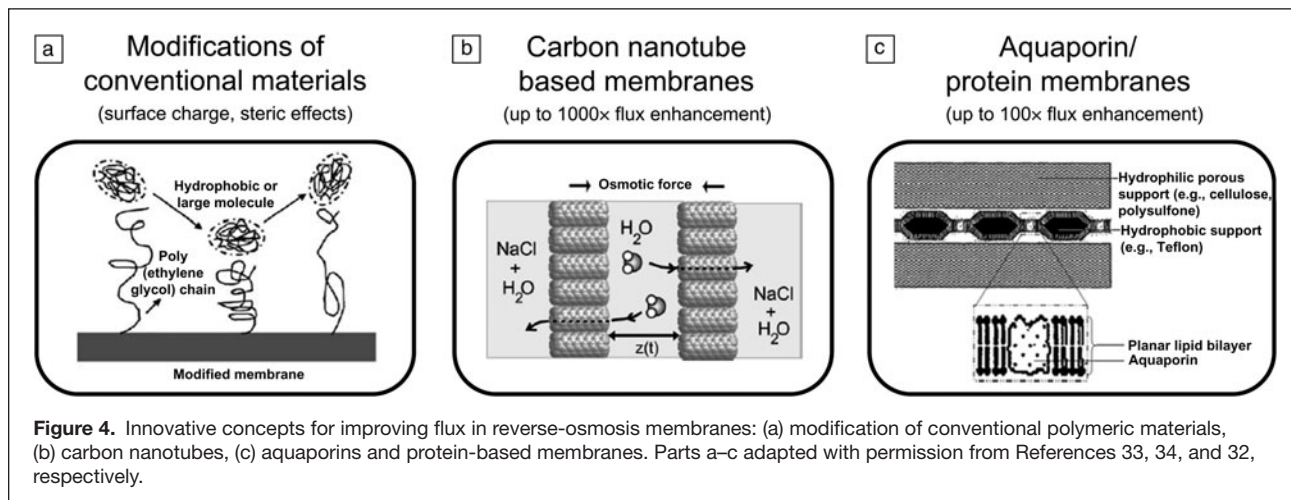 a
Modifications of
conventional materials
(surface charge, steric effects)
Hydrophobic or
large molecule
Poly
(ethylene
glycol) chain
Modified membrane
b
Carbon nanotube
based membranes
(up to 1000× flux enhancement)
Osmotic force
H2O
NaCl
+
H2O
NaCl
+
H2O
z(t)
c
Aquaporin/
protein membranes
(up to 100× flux enhancement)
Hydrophilic porous
support (e.g., cellulose,
polysulfone)
Hydrophobic support
(e.g., Teflon)
Planar lipid bilayer
Aquaporin
Figure 4. Innovative concepts for improving flux in reverse-osmosis membranes: (a) modification of conventional polymeric materials,
(b) carbon nanotubes, (c) aquaporins and protein-based membranes. Parts a–c adapted with permission from References 33, 34, and 32,
respectively.